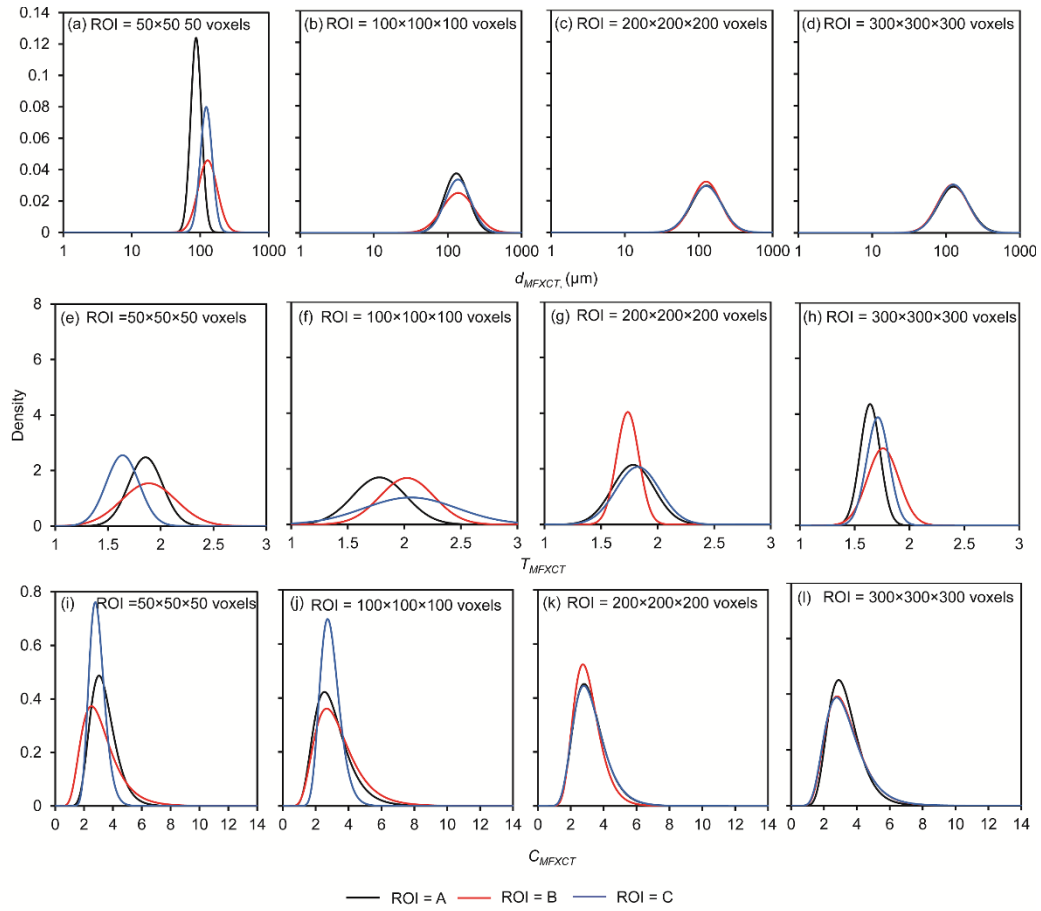 (a) ROI = 50×50 50 voxels
(b) ROI = 100×100×100 voxels
(c) ROI = 200×200×200 voxels
(d) ROI = 300×300×300 voxels
0.14
0.12
0.1
0.08
0.06
0.04
0.02
0
1 10 100 1000
1 10 100 1000
1 10 100 1000
1 10 100 1000
d_MFXCT, (µm)
(e) ROI =50×50×50 voxels
(f) ROI = 100×100×100 voxels
(g) ROI = 200×200×200 voxels
(h) ROI = 300×300×300 voxels
8
6
4
2
0
Density
1 1.5 2 2.5 3
1 1.5 2 2.5 3
1 1.5 2 2.5 3
1 1.5 2 2.5 3
T_MFXCT
(i) ROI =50×50×50 voxels
(j) ROI = 100×100×100 voxels
(k) ROI = 200×200×200 voxels
(l) ROI = 300×300×300 voxels
0.8
0.6
0.4
0.2
0
0 2 4 6 8 10 12 14
0 2 4 6 8 10 12 14
0 2 4 6 8 10 12 14
0 2 4 6 8 10 12 14
C_MFXCT
ROI = A ROI = B ROI = C